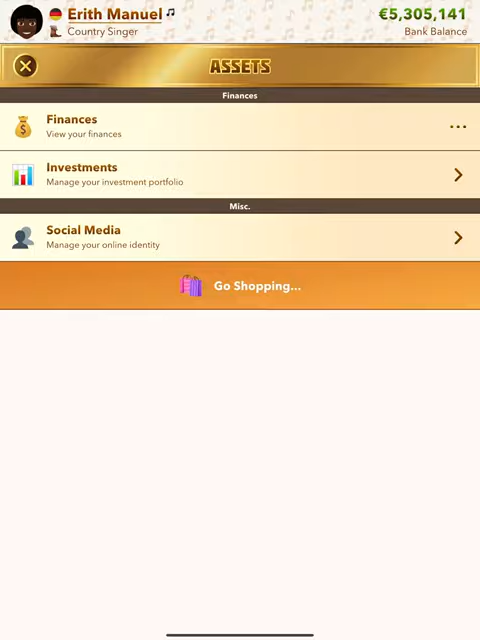 Erith Manuel
€5,305,141
Country Singer
Bank Balance
ASSETS
Finances
Finances
View your finances
Investments
Manage your investment portfolio
Misc.
Social Media
Manage your online identity
Go Shopping...